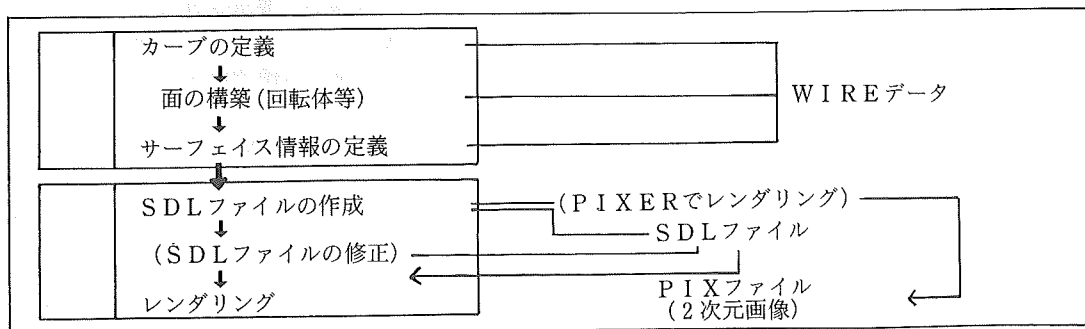 カーブの定義
面の構築(回転体等)
サーフェイス情報の定義
WIREデータ
SDLファイルの作成
(PIXERでレンダリング)
SDLファイル
(SDLファイルの修正)
レンダリング
PIXファイル
(2次元画像)